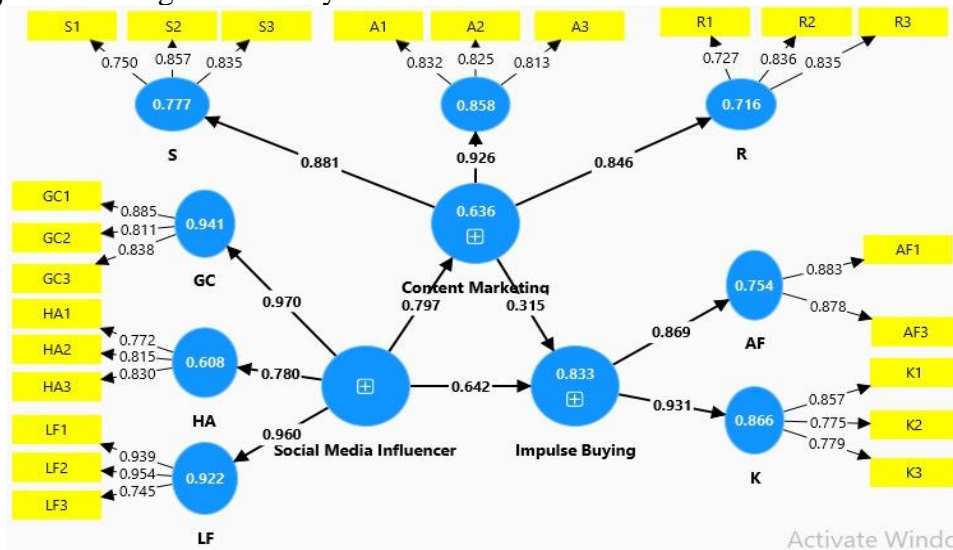 S1 S2 S3 A1 A2 A3 R1 R2 R3
0.750 0.857 0.835 0.832 0.825 0.813 0.727 0.836 0.835
0.777 0.858 0.716
S R
0.881 0.926 0.846
GC1
GC2
GC3
0.885
0.811
0.838
0.941
GC
0.636
Content Marketing
0.970 0.797 0.315
AF1
AF3
0.883
0.878
0.754
AF
0.869
HA1
HA2
HA3
0.772
0.815
0.830
0.608
HA
0.780 0.642
0.833
Social Media Influencer Impulse Buying
0.960 0.931
K1
K2
K3
0.857
0.775
0.779
0.866
K
LF1
LF2
LF3
0.939
0.954
0.745
0.922
LF
Activate Windo